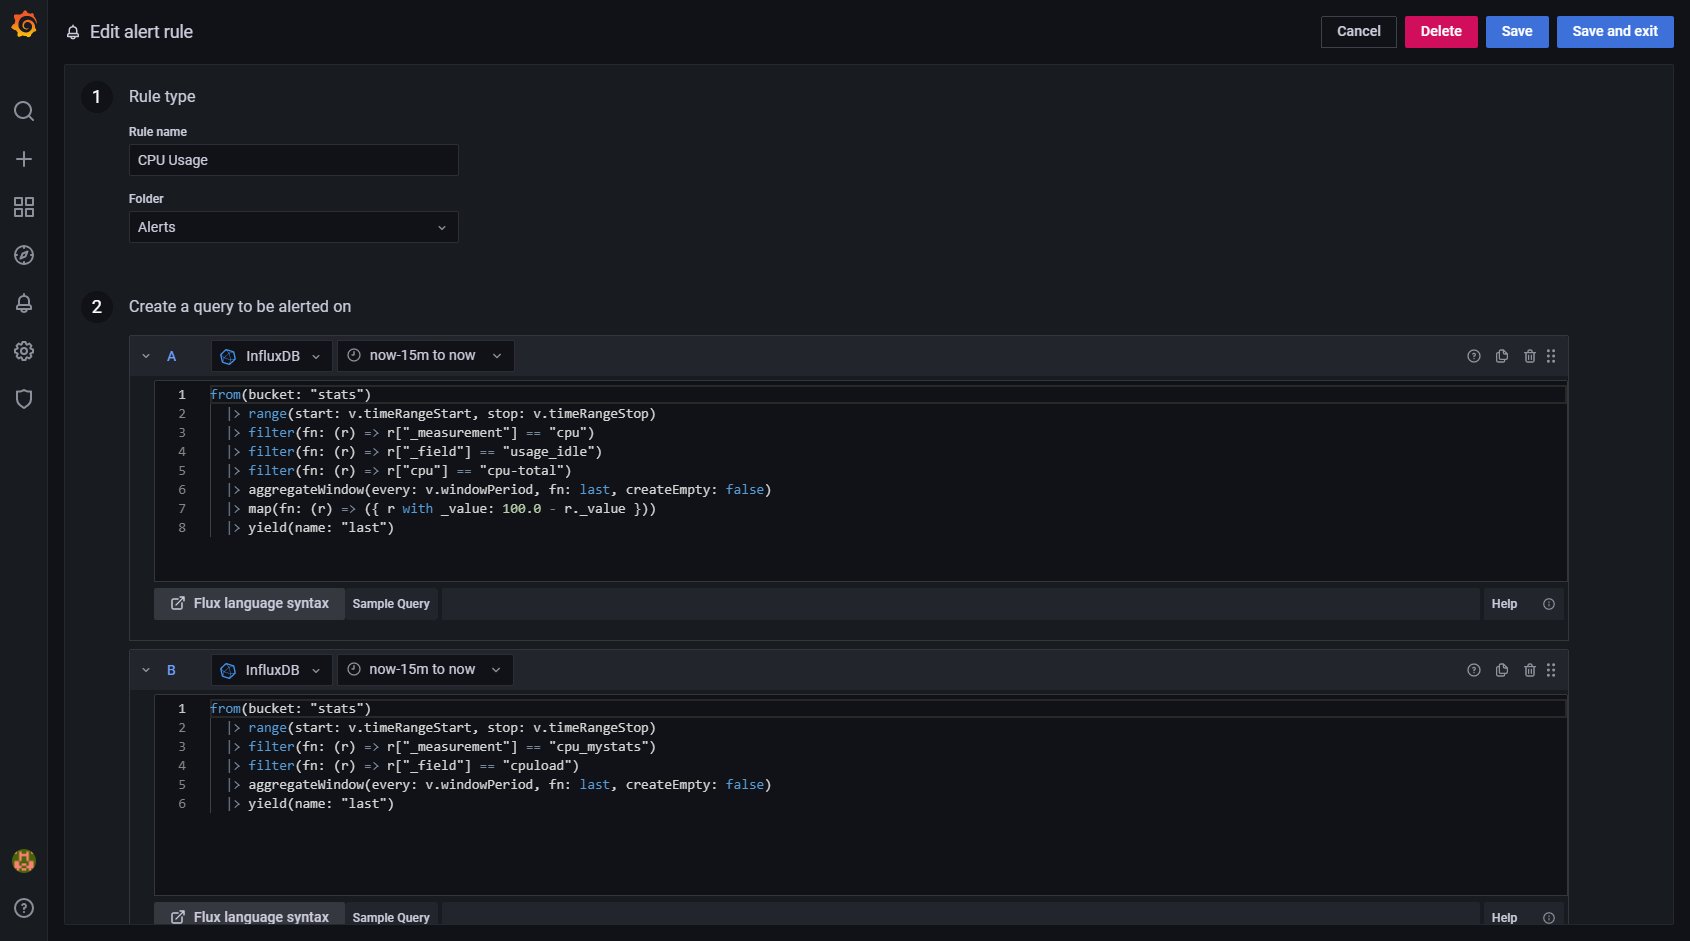 Edit alert rule
Cancel
Delete
Save
Save and exit
1 Rule type
Rule name
CPU Usage
Folder
Alerts
2 Create a query to be alerted on
A InfluxDB now-15m to now
1 from(bucket: "stats")
2 |> range(start: v.timeRangeStart, stop: v.timeRangeStop)
3 |> filter(fn: (r) => r["_measurement"] == "cpu")
4 |> filter(fn: (r) => r["_field"] == "usage_idle")
5 |> filter(fn: (r) => r["cpu"] == "cpu-total")
6 |> aggregateWindow(every: v.windowPeriod, fn: last, createEmpty: false)
7 |> map(fn: (r) => ({ r with _value: 100.0 - r._value }))
8 |> yield(name: "last")
Flux language syntax Sample Query Help
B InfluxDB now-15m to now
1 from(bucket: "stats")
2 |> range(start: v.timeRangeStart, stop: v.timeRangeStop)
3 |> filter(fn: (r) => r["_measurement"] == "cpu_mystats")
4 |> filter(fn: (r) => r["_field"] == "cpuload")
5 |> aggregateWindow(every: v.windowPeriod, fn: last, createEmpty: false)
6 |> yield(name: "last")
Flux language syntax Sample Query Help